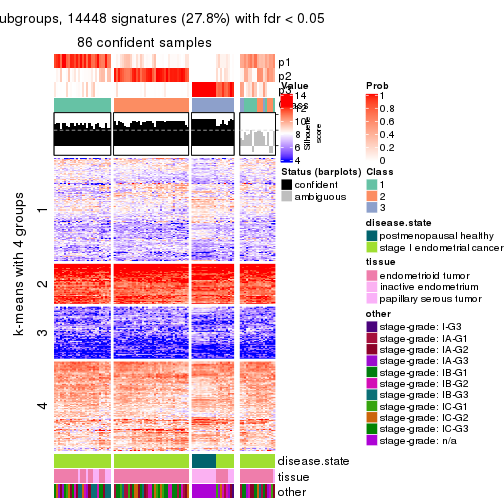 ubgroups, 14448 signatures (27.8%) with fdr < 0.05
86 confident samples
p1
p2
p3
Class
Silhouette
score
k-means with 4 groups
1
2
3
4
disease.state
tissue
other
Value
14
12
10
8
6
4
Status (barplots)
confident
ambiguous
Prob
1
0.8
0.6
0.4
0.2
0
Class
1
2
3
disease.state
postmenopausal healthy
stage I endometrial cancer
tissue
endometrioid tumor
inactive endometrium
papillary serous tumor
other
stage-grade: I-G3
stage-grade: IA-G1
stage-grade: IA-G2
stage-grade: IA-G3
stage-grade: IB-G1
stage-grade: IB-G2
stage-grade: IB-G3
stage-grade: IC-G1
stage-grade: IC-G2
stage-grade: IC-G3
stage-grade: n/a